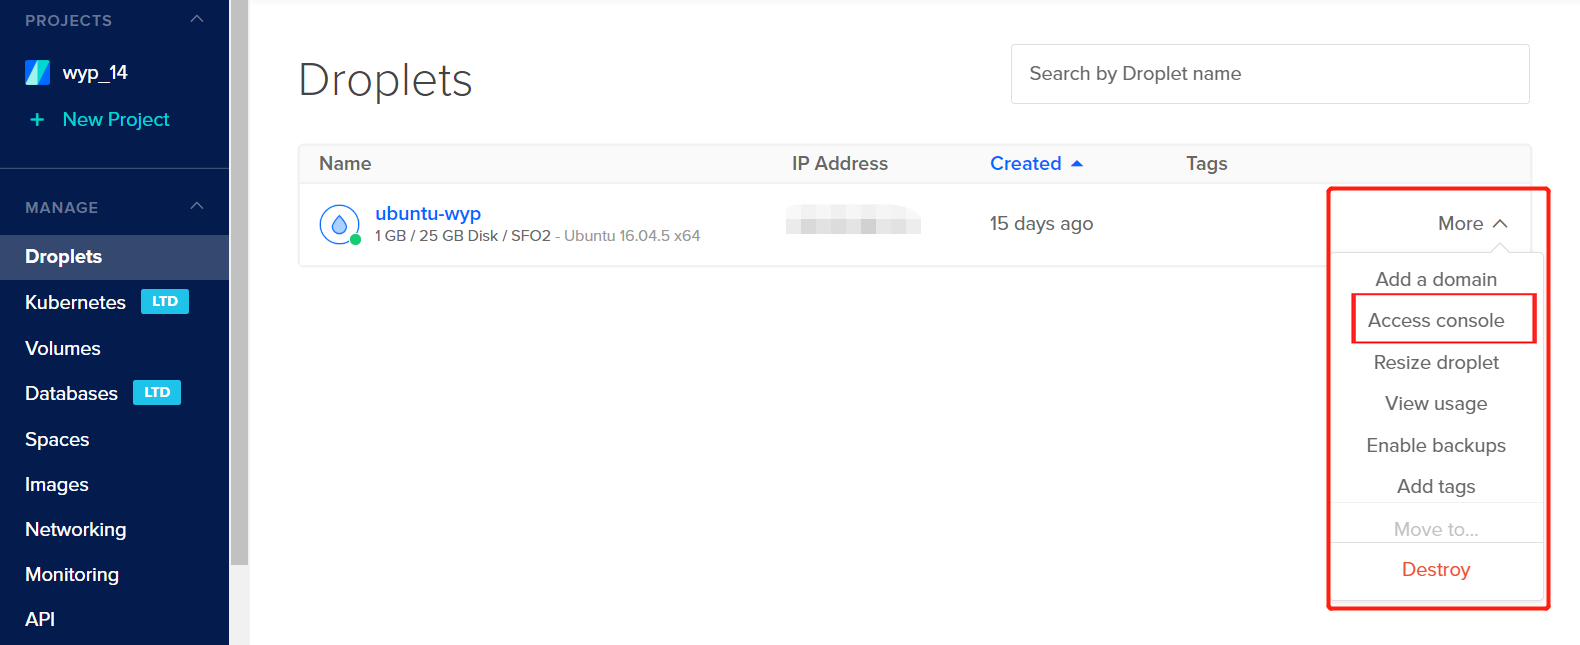 PROJECTS
wyp_14
+ New Project
MANAGE
Droplets
Kubernetes LTD
Volumes
Databases LTD
Spaces
Images
Networking
Monitoring
API
Droplets
Search by Droplet name
Name IP Address Created Tags
ubuntu-wyp
1 GB / 25 GB Disk / SFO2 - Ubuntu 16.04.5 x64
15 days ago
More
Add a domain
Access console
Resize droplet
View usage
Enable backups
Add tags
Move to...
Destroy